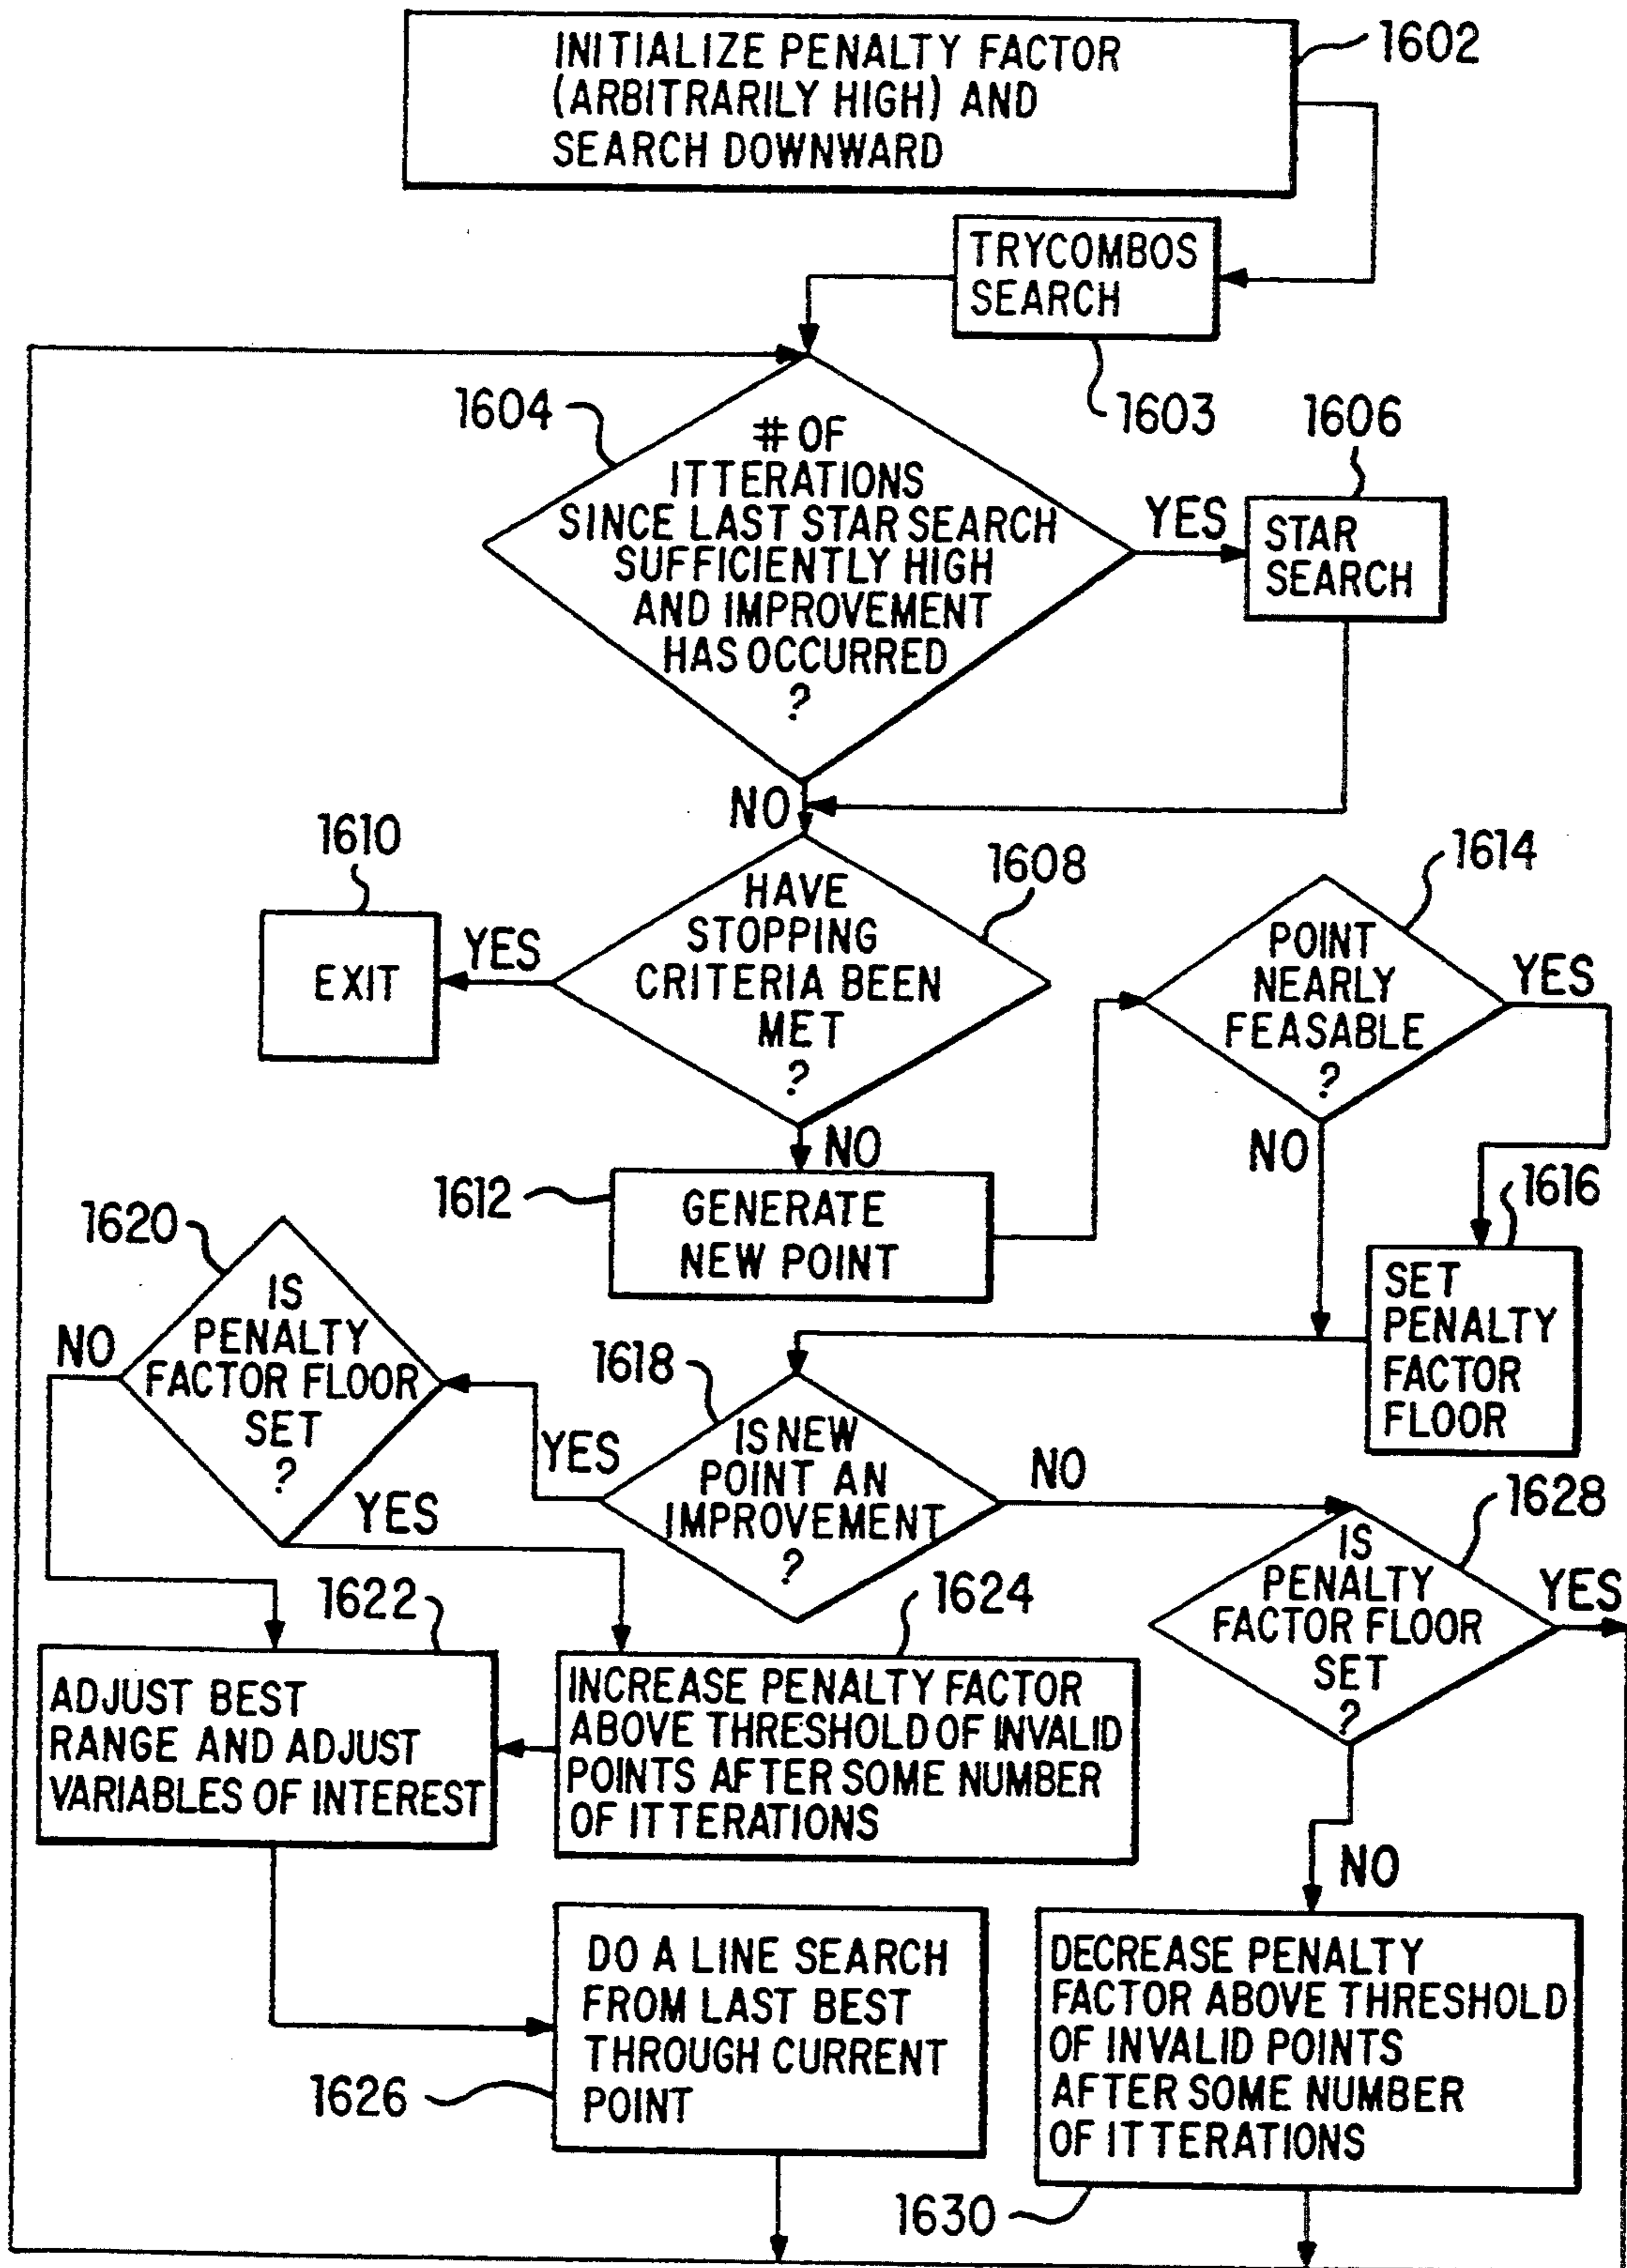 INITIALIZE PENALTY FACTOR
(ARBITRARILY HIGH) AND
SEARCH DOWNWARD
1602
TRYCOMBOS
SEARCH
1603
1604
# OF
ITTERATIONS
SINCE LAST STAR SEARCH
SUFFICIENTLY HIGH
AND IMPROVEMENT
HAS OCCURRED
?
YES
1606
STAR
SEARCH
NO
1610
EXIT
YES
1608
HAVE
STOPPING
CRITERIA BEEN
MET
?
NO
1614
POINT
NEARLY
FEASABLE
?
YES
NO
1612
GENERATE
NEW POINT
1616
SET
PENALTY
FACTOR
FLOOR
1620
IS
PENALTY
FACTOR FLOOR
SET
?
NO
YES
1618
IS NEW
POINT AN
IMPROVEMENT
?
YES
NO
1628
IS
PENALTY
FACTOR FLOOR
SET
?
YES
NO
1622
ADJUST BEST
RANGE AND ADJUST
VARIABLES OF INTEREST
1624
INCREASE PENALTY FACTOR
ABOVE THRESHOLD OF INVALID
POINTS AFTER SOME NUMBER
OF ITTERATIONS
DO A LINE SEARCH
FROM LAST BEST
THROUGH CURRENT
POINT
1626
DECREASE PENALTY
FACTOR ABOVE THRESHOLD
OF INVALID POINTS
AFTER SOME NUMBER
OF ITTERATIONS
1630